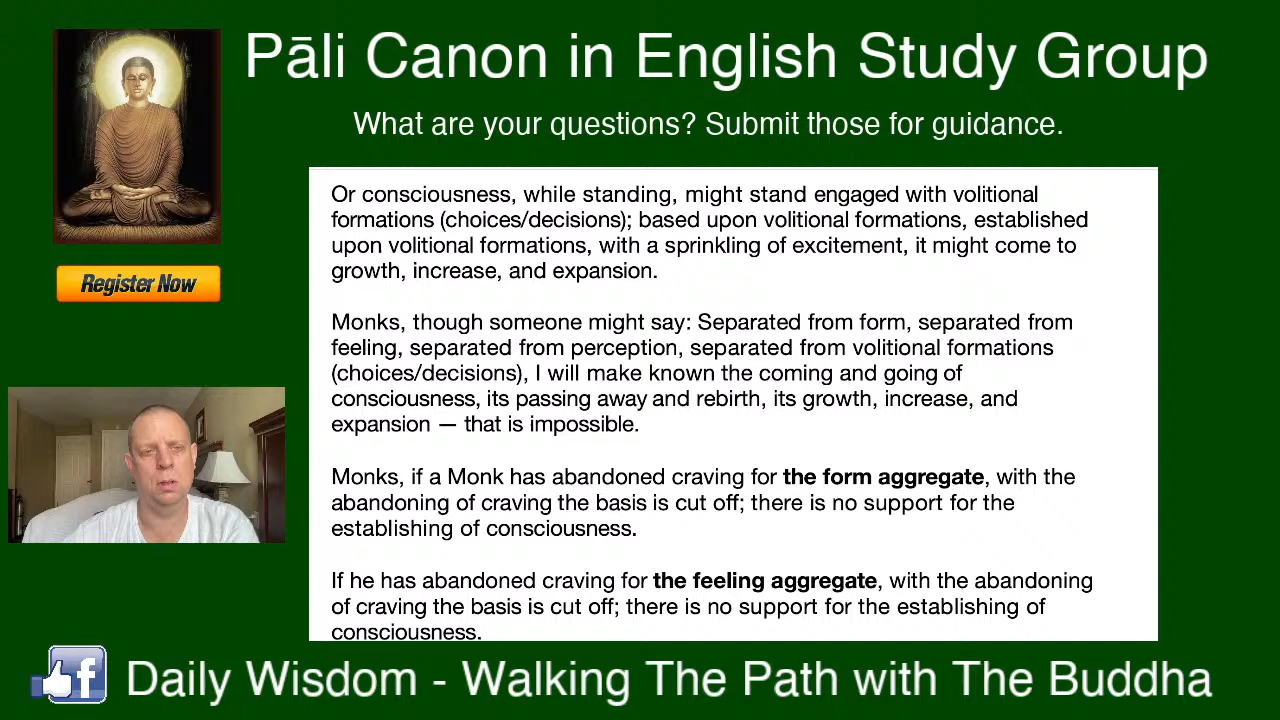 Pāli Canon in English Study Group
What are your questions? Submit those for guidance.
Register Now
Or consciousness, while standing, might stand engaged with volitional
formations (choices/decisions); based upon volitional formations, established
upon volitional formations, with a sprinkling of excitement, it might come to
growth, increase, and expansion.
Monks, though someone might say: Separated from form, separated from
feeling, separated from perception, separated from volitional formations
(choices/decisions), I will make known the coming and going of
consciousness, its passing away and rebirth, its growth, increase, and
expansion — that is impossible.
Monks, if a Monk has abandoned craving for the form aggregate, with the
abandoning of craving the basis is cut off; there is no support for the
establishing of consciousness.
If he has abandoned craving for the feeling aggregate, with the abandoning
of craving the basis is cut off; there is no support for the establishing of
consciousness.
f
Daily Wisdom - Walking The Path with The Buddha